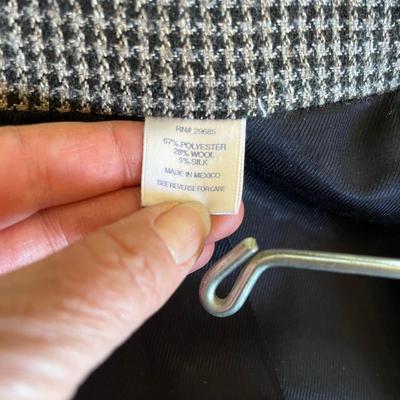 RN# 29685
67% POLYESTER
28% WOOL
5% SILK
MADE IN MEXICO
SEE REVERSE FOR CARE